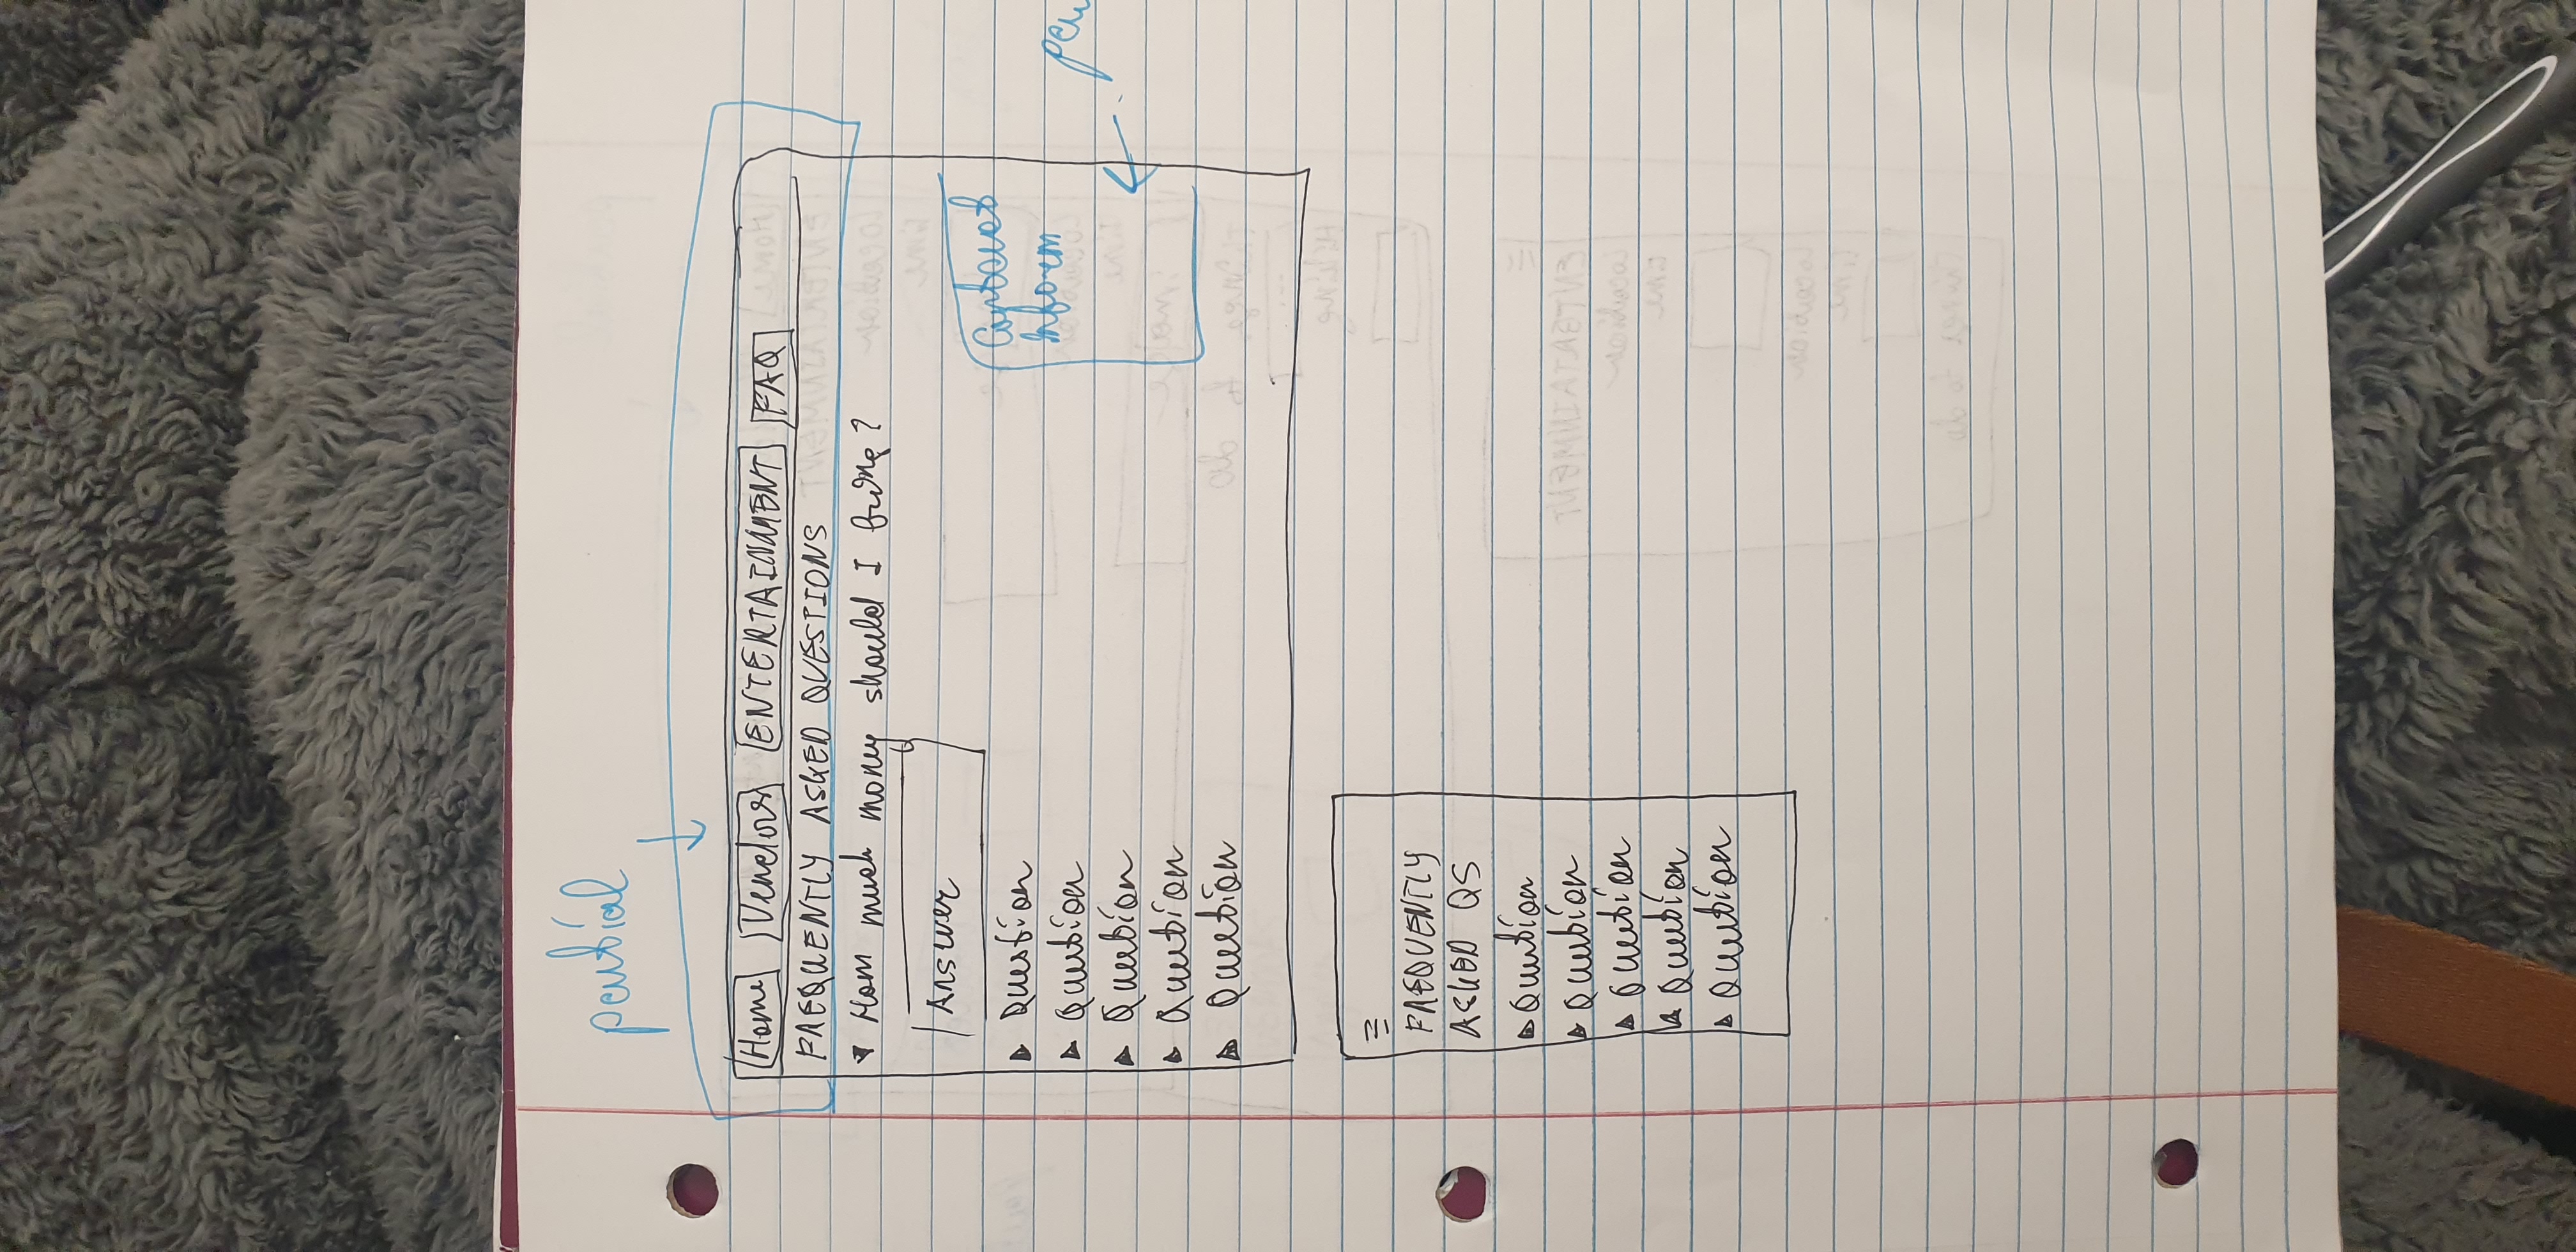 partial
Home Vendors ENTERTAINMENT FAQ
FREQUENTLY ASKED QUESTIONS
How much money should I bring?
Answer
Question
Question
Question
Question
Question
Contact
Inform
☰
FREQUENTLY
ASKED QS
Question
Question
Question
Question
Question